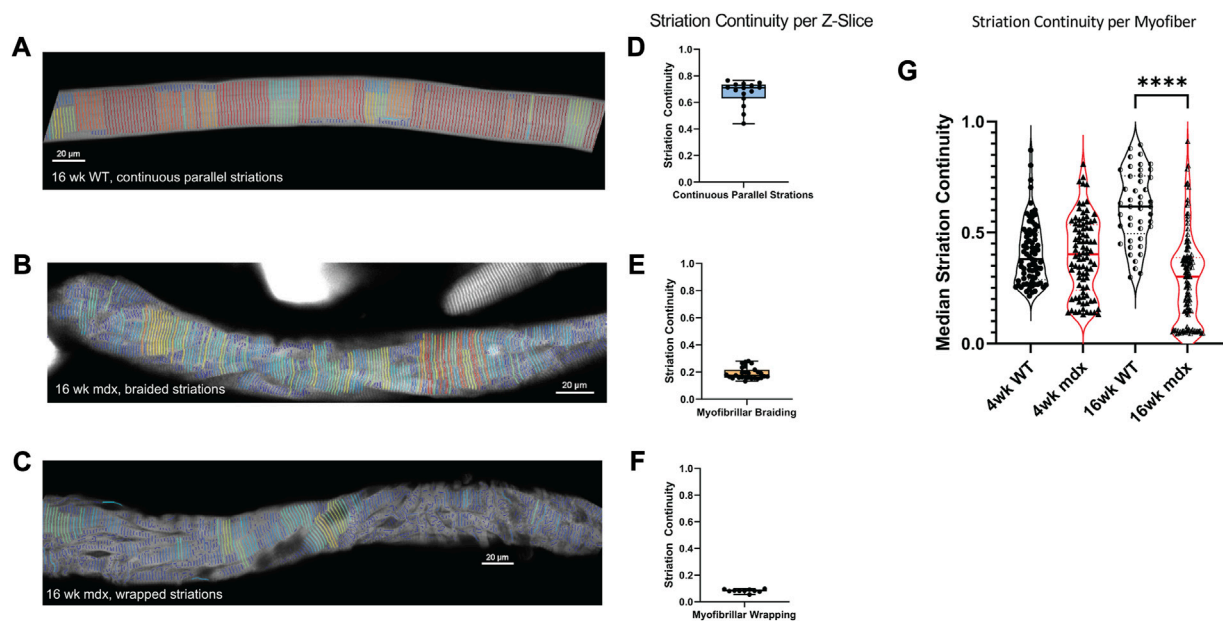 Striation Continuity per Z-Slice
Striation Continuity per Myofiber
A
20 µm
16 wk WT, continuous parallel striations
D
Striation Continuity
1.0
0.8
0.6
0.4
0.2
0.0
Continuous Parallel Strations
B
16 wk mdx, braided striations
20 µm
E
Striation Continuity
1.0
0.8
0.6
0.4
0.2
0.0
Myofibrillar Braiding
C
20 µm
16 wk mdx, wrapped striations
F
Striation Continuity
1.0
0.8
0.6
0.4
0.2
0.0
Myofibrillar Wrapping
G
****
Median Striation Continuity
1.0
0.5
0.0
4wk WT
4wk mdx
16wk WT
16wk mdx